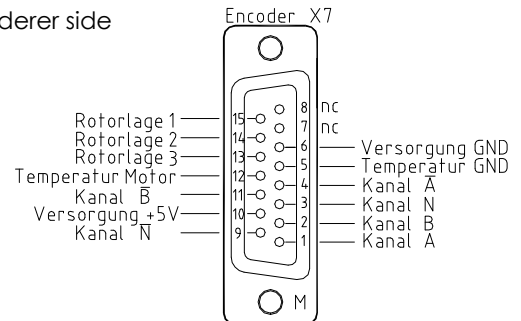 derer side
Encoder X7
8 nc
7 nc
6 Versorgung GND
5 Temperatur GND
4 Kanal A̅
3 Kanal N
2 Kanal B
1 Kanal A
Rotorlage 1 15
Rotorlage 2 14
Rotorlage 3 13
Temperatur Motor 12
Kanal B̅ 11
Versorgung +5V 10
Kanal N̅ 9
M